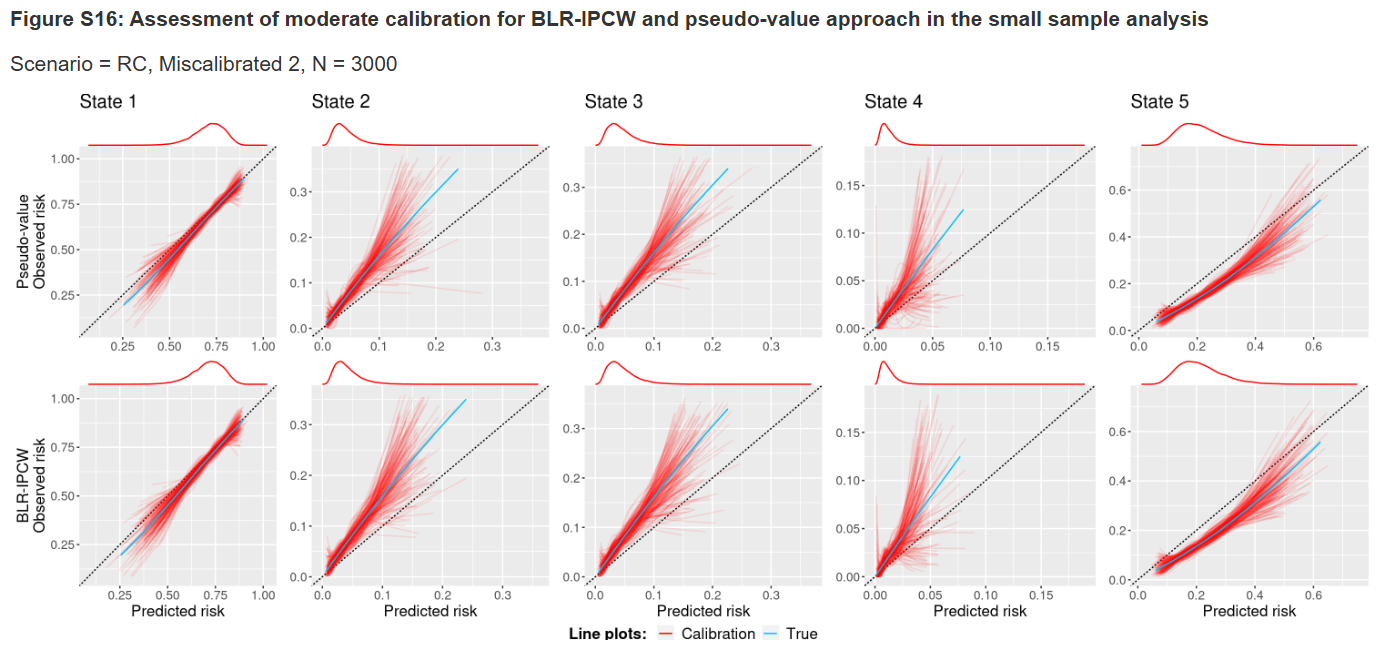 Figure S16: Assessment of moderate calibration for BLR-IPCW and pseudo-value approach in the small sample analysis
Scenario = RC, Miscalibrated 2, N = 3000
State 1 State 2 State 3 State 4 State 5
Pseudo-value
Observed risk
1.00
0.75
0.50
0.25
0.25 0.50 0.75 1.00
0.3
0.2
0.1
0.0
0.0 0.1 0.2 0.3
0.3
0.2
0.1
0.0
0.0 0.1 0.2 0.3
0.15
0.10
0.05
0.00
0.00 0.05 0.10 0.15
0.6
0.4
0.2
0.0
0.0 0.2 0.4 0.6
BLR-IPCW
Observed risk
1.00
0.75
0.50
0.25
0.25 0.50 0.75 1.00
Predicted risk
0.3
0.2
0.1
0.0
0.0 0.1 0.2 0.3
Predicted risk
0.3
0.2
0.1
0.0
0.0 0.1 0.2 0.3
Predicted risk
0.15
0.10
0.05
0.00
0.00 0.05 0.10 0.15
Predicted risk
0.6
0.4
0.2
0.0
0.0 0.2 0.4 0.6
Predicted risk
Line plots: Calibration True